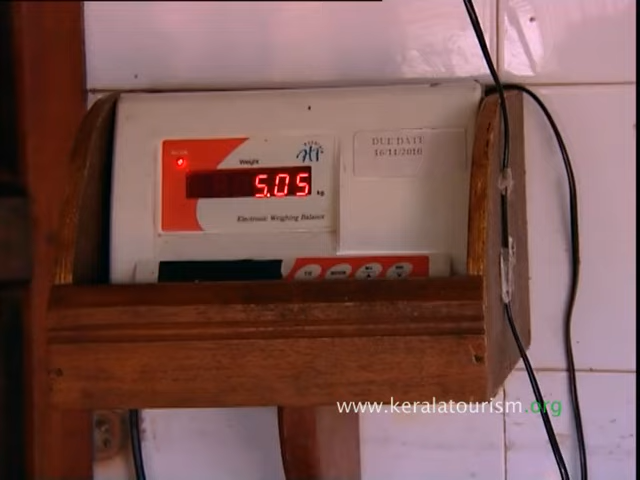 DUE DATE
16/11/2010
Weight
5.05 kg
Electronic Weighing Balance
www.keralatourism.org